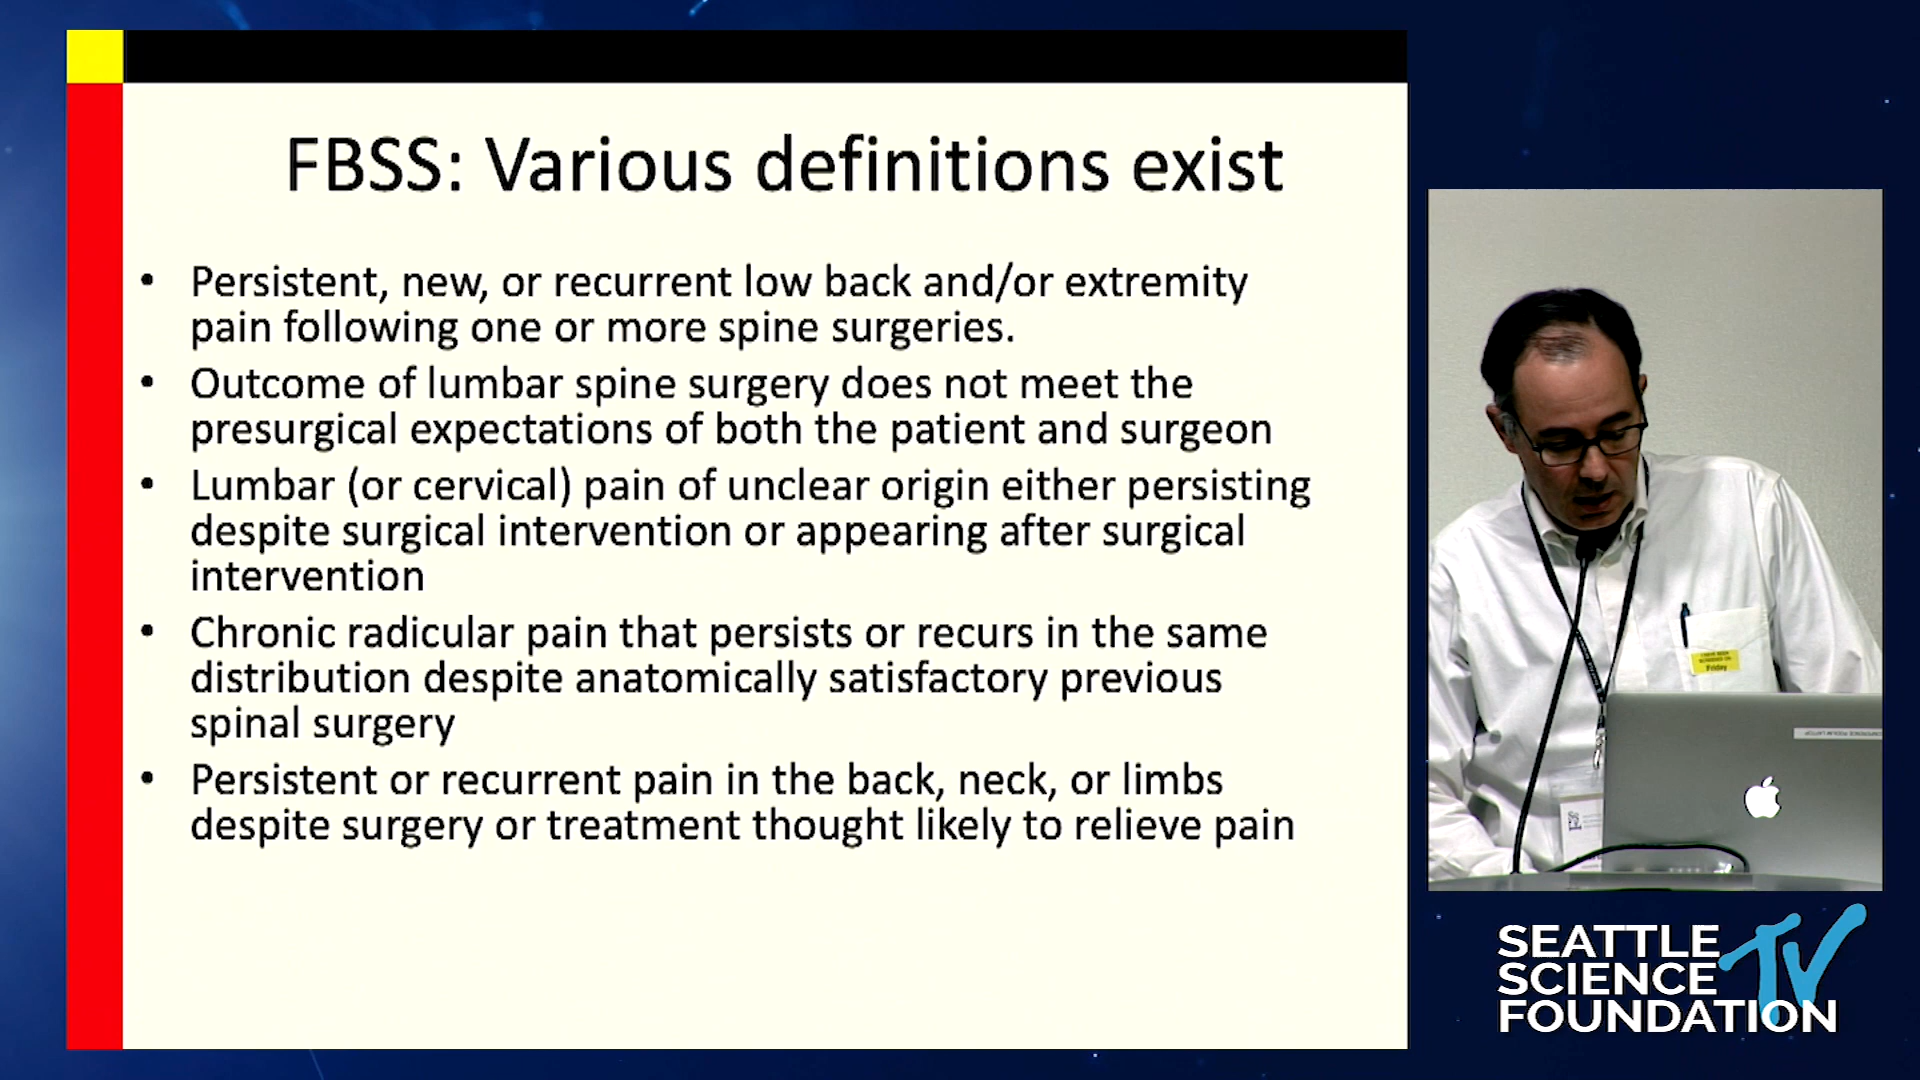 FBSS: Various definitions exist
• Persistent, new, or recurrent low back and/or extremity
pain following one or more spine surgeries.
• Outcome of lumbar spine surgery does not meet the
presurgical expectations of both the patient and surgeon
• Lumbar (or cervical) pain of unclear origin either persisting
despite surgical intervention or appearing after surgical
intervention
• Chronic radicular pain that persists or recurs in the same
distribution despite anatomically satisfactory previous
spinal surgery
• Persistent or recurrent pain in the back, neck, or limbs
despite surgery or treatment thought likely to relieve pain
Friday
SEATTLE
SCIENCE
FOUNDATION
TV